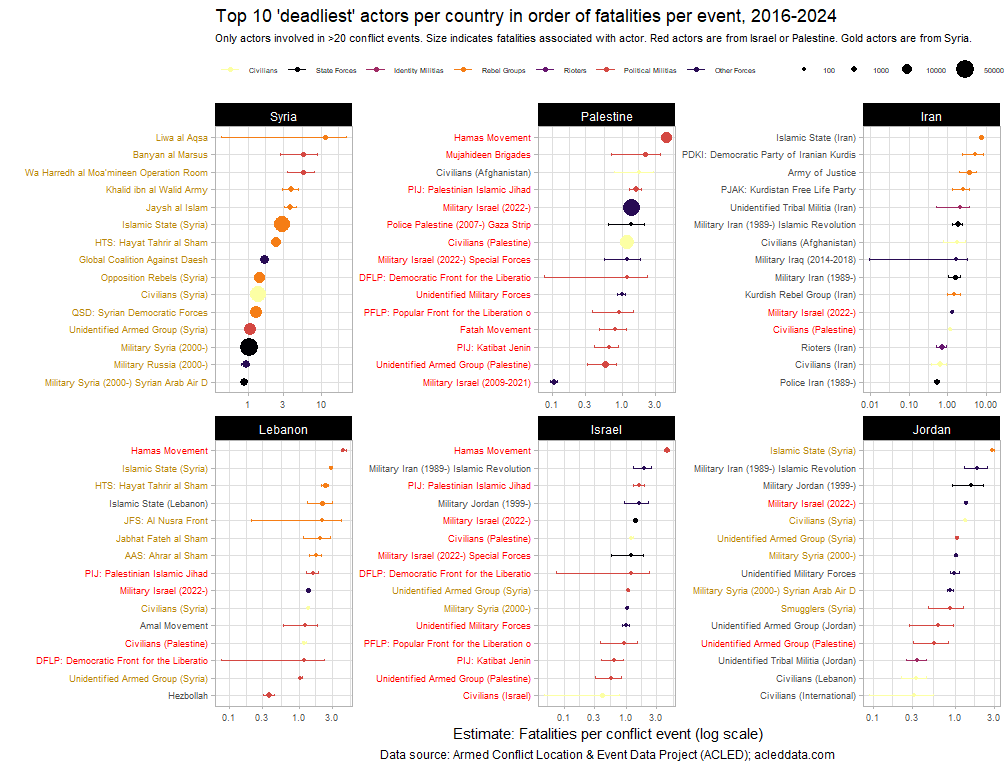 Top 10 'deadliest' actors per country in order of fatalities per event, 2016-2024
Only actors involved in >20 conflict events. Size indicates fatalities associated with actor. Red actors are from Israel or Palestine. Gold actors are from Syria.
Civilians State Forces Identity Militias Rebel Groups Rioters Political Militias Other Forces 100 1000 10000 50000
Syria
Liwa al Aqsa
Banyan al Marsus
Wa Harredh al Moa'mineen Operation Room
Khalid ibn al Walid Army
Jaysh al Islam
Islamic State (Syria)
HTS: Hayat Tahrir al Sham
Global Coalition Against Daesh
Opposition Rebels (Syria)
Civilians (Syria)
QSD: Syrian Democratic Forces
Unidentified Armed Group (Syria)
Military Syria (2000-)
Military Russia (2000-)
Military Syria (2000-) Syrian Arab Air D
1 3 10
Palestine
Hamas Movement
Mujahideen Brigades
Civilians (Afghanistan)
PIJ: Palestinian Islamic Jihad
Military Israel (2022-)
Police Palestine (2007-) Gaza Strip
Civilians (Palestine)
Military Israel (2022-) Special Forces
DFLP: Democratic Front for the Liberatio
Unidentified Military Forces
PFLP: Popular Front for the Liberation o
Fatah Movement
PIJ: Katibat Jenin
Unidentified Armed Group (Palestine)
Military Israel (2009-2021)
0.1 0.3 1.0 3.0
Iran
Islamic State (Iran)
PDKI: Democratic Party of Iranian Kurdis
Army of Justice
PJAK: Kurdistan Free Life Party
Unidentified Tribal Militia (Iran)
Military Iran (1989-) Islamic Revolution
Civilians (Afghanistan)
Military Iraq (2014-2018)
Military Iran (1989-)
Kurdish Rebel Group (Iran)
Military Israel (2022-)
Civilians (Palestine)
Rioters (Iran)
Civilians (Iran)
Police Iran (1989-)
0.01 0.10 1.00 10.00
Lebanon
Hamas Movement
Islamic State (Syria)
HTS: Hayat Tahrir al Sham
Islamic State (Lebanon)
JFS: Al Nusra Front
Jabhat Fateh al Sham
AAS: Ahrar al Sham
PIJ: Palestinian Islamic Jihad
Military Israel (2022-)
Civilians (Syria)
Amal Movement
Civilians (Palestine)
DFLP: Democratic Front for the Liberatio
Unidentified Armed Group (Syria)
Hezbollah
0.1 0.3 1.0 3.0
Israel
Hamas Movement
Military Iran (1989-) Islamic Revolution
PIJ: Palestinian Islamic Jihad
Military Jordan (1999-)
Military Israel (2022-)
Civilians (Palestine)
Military Israel (2022-) Special Forces
DFLP: Democratic Front for the Liberatio
Unidentified Armed Group (Syria)
Military Syria (2000-)
Unidentified Military Forces
PFLP: Popular Front for the Liberation o
PIJ: Katibat Jenin
Unidentified Armed Group (Palestine)
Civilians (Israel)
0.1 0.3 1.0 3.0
Jordan
Islamic State (Syria)
Military Iran (1989-) Islamic Revolution
Military Jordan (1999-)
Military Israel (2022-)
Civilians (Syria)
Unidentified Armed Group (Syria)
Military Syria (2000-)
Unidentified Military Forces
Military Syria (2000-) Syrian Arab Air D
Smugglers (Syria)
Unidentified Armed Group (Jordan)
Unidentified Armed Group (Palestine)
Unidentified Tribal Militia (Jordan)
Civilians (Lebanon)
Civilians (International)
0.1 0.3 1.0 3.0
Estimate: Fatalities per conflict event (log scale)
Data source: Armed Conflict Location & Event Data Project (ACLED); acleddata.com